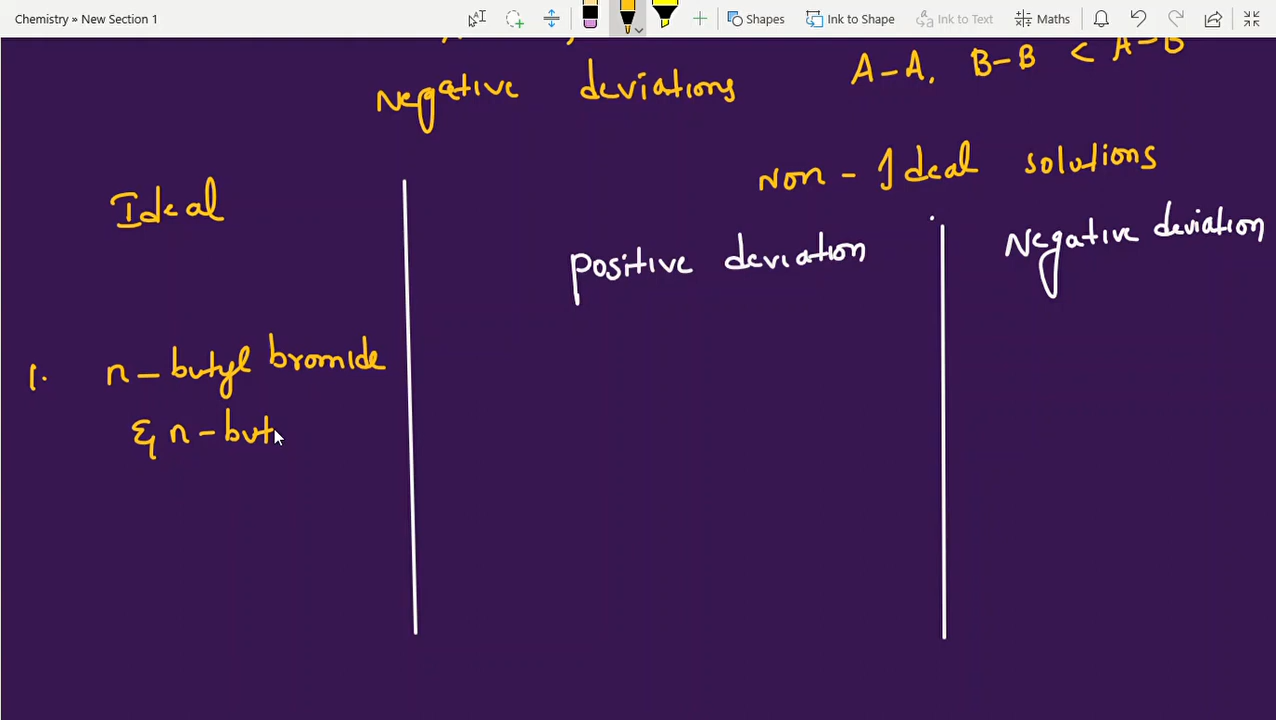 Chemistry » New Section 1
Shapes
Ink to Shape
Ink to Text
Maths
Negative deviations
A-A, B-B < A-B
Non - Ideal solutions
Ideal
positive deviation
Negative deviation
1. n-butyl bromide
& n-but